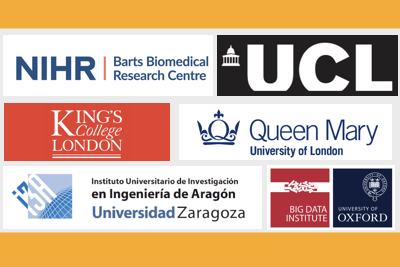 NIHR
Barts Biomedical
Research Centre
UCL
KING'S
College
LONDON
Queen Mary
University of London
i3A
Instituto Universitario de Investigación
en Ingeniería de Aragón
Universidad Zaragoza
BIG DATA
INSTITUTE
UNIVERSITY OF
OXFORD